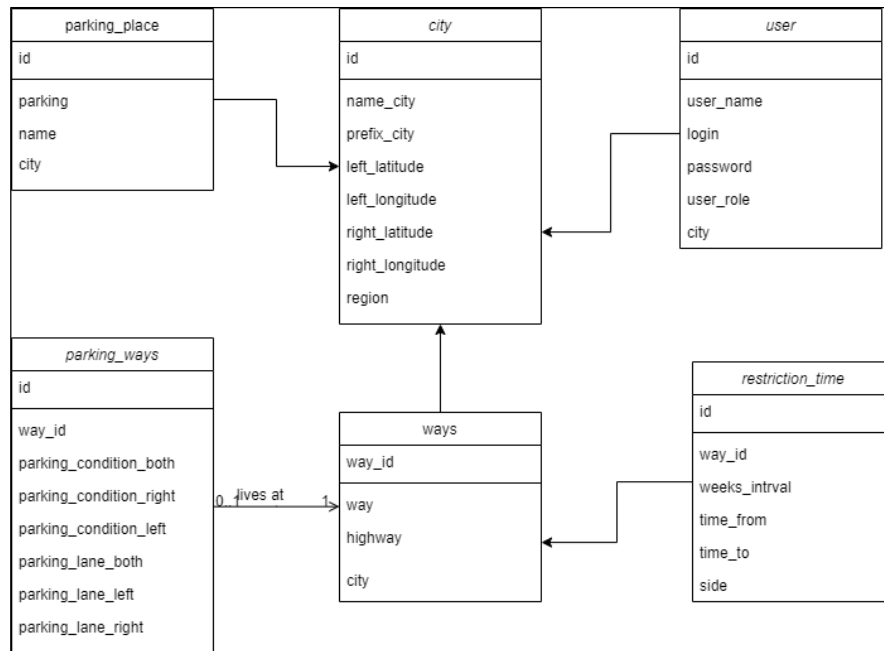 parking_place
id
parking
name
city
city
id
name_city
prefix_city
left_latitude
left_longitude
right_latitude
right_longitude
region
user
id
user_name
login
password
user_role
city
parking_ways
id
way_id
parking_condition_both
parking_condition_right
parking_condition_left
parking_lane_both
parking_lane_left
parking_lane_right
0..1
lives at
1
ways
way_id
way
highway
city
restriction_time
id
way_id
weeks_intrval
time_from
time_to
side